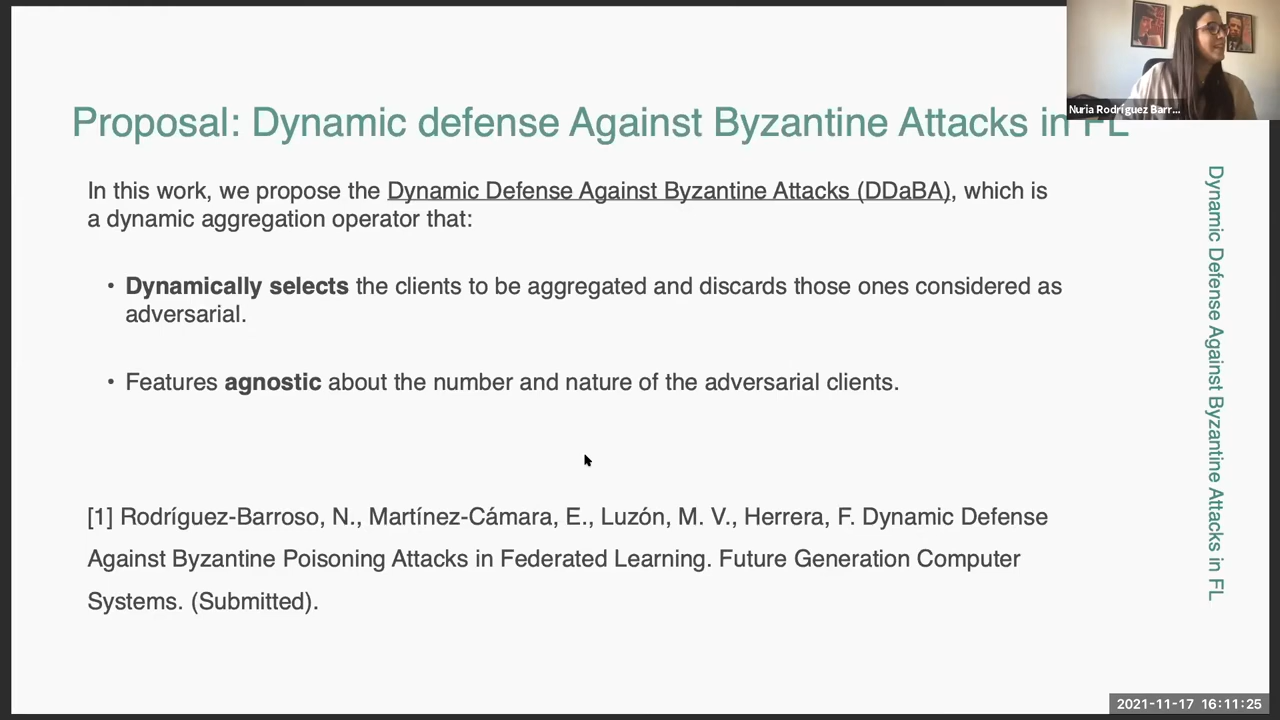 Proposal: Dynamic defense Against Byzantine Attacks in FL
Nuria Rodríguez Barr...
In this work, we propose the Dynamic Defense Against Byzantine Attacks (DDaBA), which is
a dynamic aggregation operator that:
• Dynamically selects the clients to be aggregated and discards those ones considered as
adversarial.
• Features agnostic about the number and nature of the adversarial clients.
[1] Rodríguez-Barroso, N., Martínez-Cámara, E., Luzón, M. V., Herrera, F. Dynamic Defense
Against Byzantine Poisoning Attacks in Federated Learning. Future Generation Computer
Systems. (Submitted).
Dynamic Defense Against Byzantine Attacks in FL
2021-11-17 16:11:25